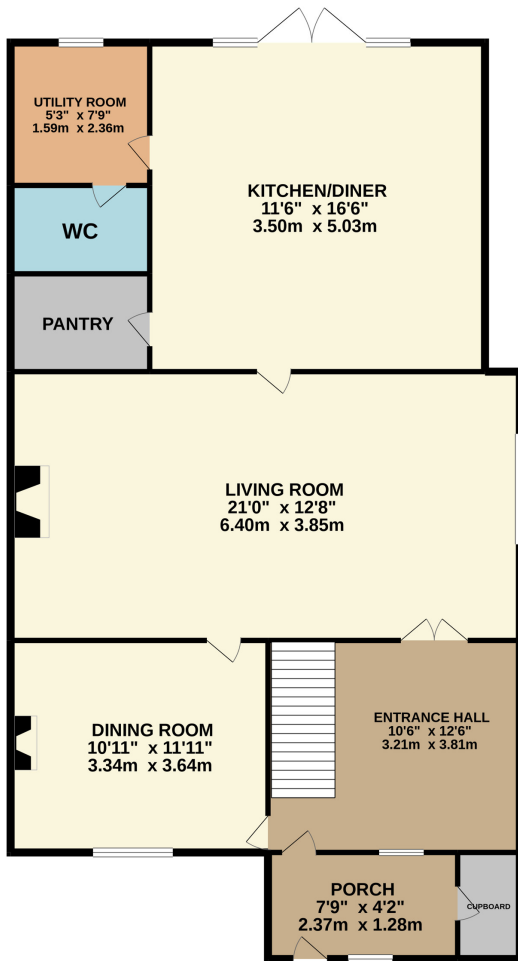 UTILITY ROOM
5'3" x 7'9"
1.59m x 2.36m
KITCHEN/DINER
11'6" x 16'6"
3.50m x 5.03m
WC
PANTRY
LIVING ROOM
21'0" x 12'8"
6.40m x 3.85m
DINING ROOM
10'11" x 11'11"
3.34m x 3.64m
ENTRANCE HALL
10'6" x 12'6"
3.21m x 3.81m
PORCH
7'9" x 4'2"
2.37m x 1.28m
CUPBOARD